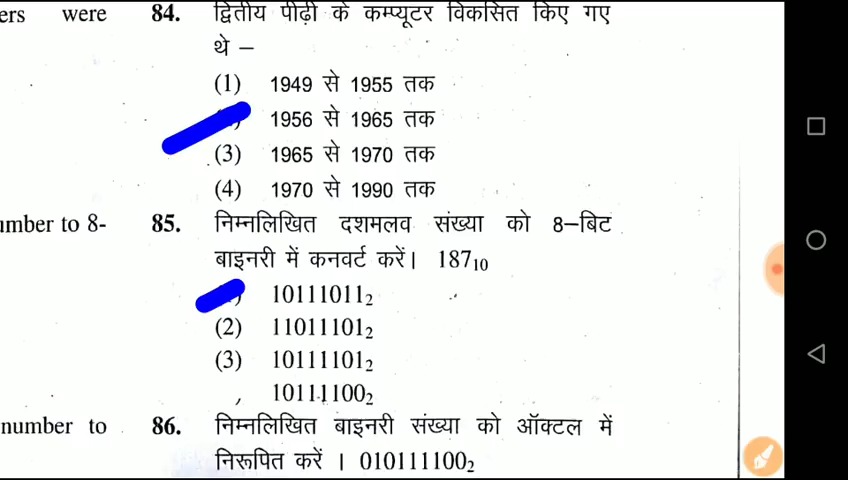 ers were
84. द्वितीय पीढ़ी के कम्प्यूटर विकसित किए गए
थे –
(1) 1949 से 1955 तक
1956 से 1965 तक
(3) 1965 से 1970 तक
(4) 1970 से 1990 तक
umber to 8-
85. निम्नलिखित दशमलव संख्या को 8–बिट
बाइनरी में कनवर्ट करें। 187₁₀
10111011₂
(2) 11011101₂
(3) 10111101₂
10111100₂
number to
86. निम्नलिखित बाइनरी संख्या को ऑक्टल में
निरूपित करें । 010111100₂